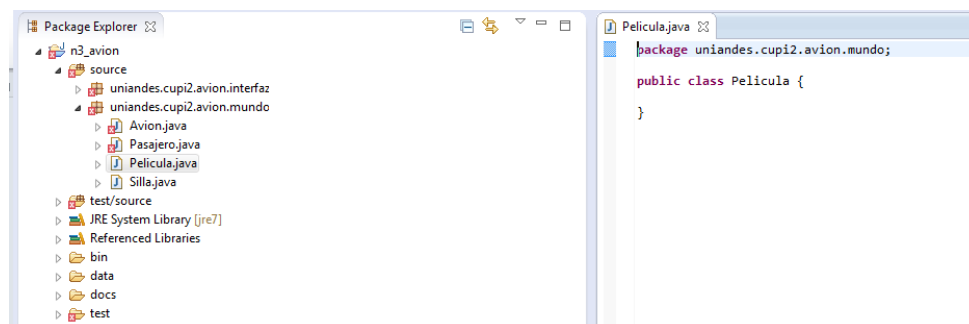 Package Explorer
n3_avion
source
uniandes.cupi2.avion.interfaz
uniandes.cupi2.avion.mundo
Avion.java
Pasajero.java
Pelicula.java
Silla.java
test/source
JRE System Library [jre7]
Referenced Libraries
bin
data
docs
test
Pelicula.java
package uniandes.cupi2.avion.mundo;
public class Pelicula {
}